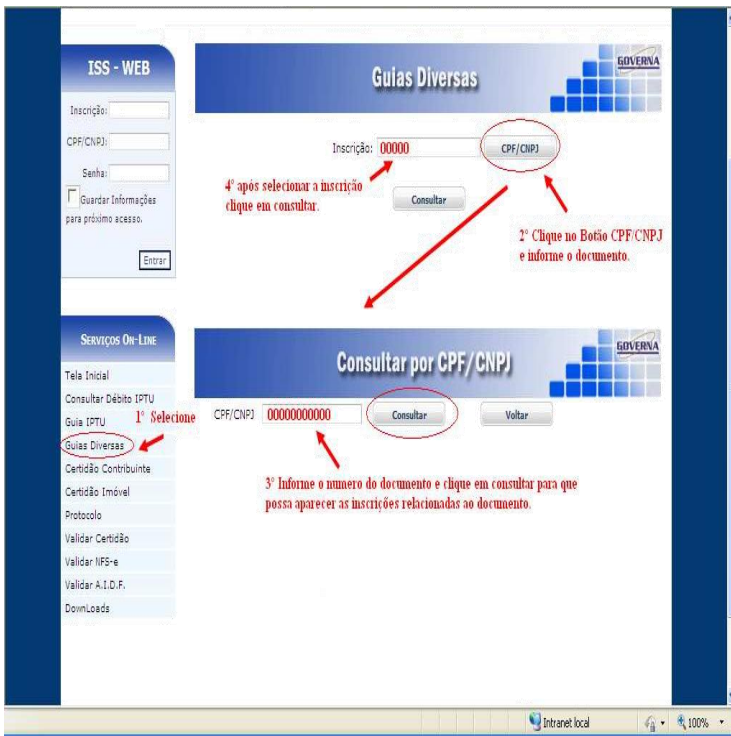 ISS - WEB
Inscrição:
CPF/CNPJ:
Senha:
Guardar Informações
para próximo acesso.
Entrar
Guias Diversas
GOVERNA
Inscrição: 00000 CPF/CNPJ
4º após selecionar a inscrição
clique em consultar.
Consultar
2º Clique no Botão CPF/CNPJ
e informe o documento.
SERVIÇOS ON-LINE
Tela Inicial
Consultar Débito IPTU
Guia IPTU
Guias Diversas
Certidão Contribuinte
Certidão Imóvel
Protocolo
Validar Certidão
Validar NFS-e
Validar A.I.D.F.
DownLoads
1º Selecione
Consultar por CPF/CNPJ
GOVERNA
CPF/CNPJ 00000000000 Consultar Voltar
3º Informe o numero do documento e clique em consultar para que
possa aparecer as inscrições relacionadas ao documento.
Intranet local 100%